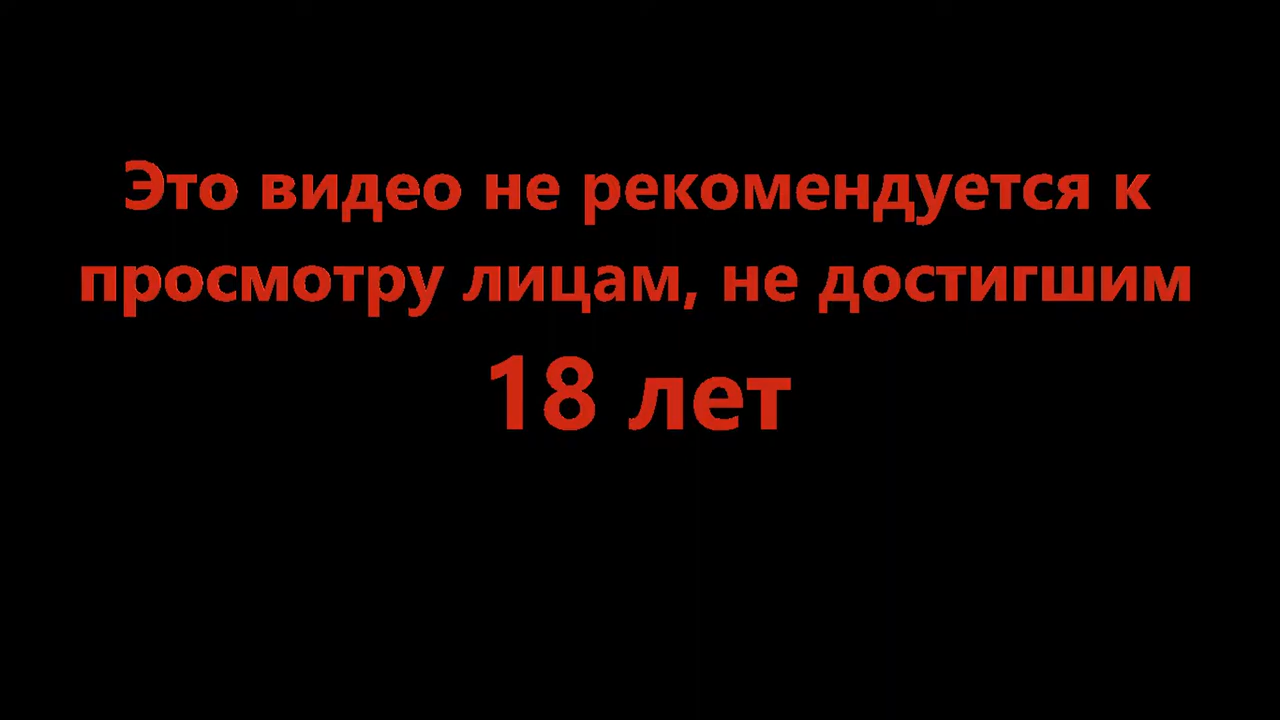 Это видео не рекомендуется к
просмотру лицам, не достигшим
18 лет